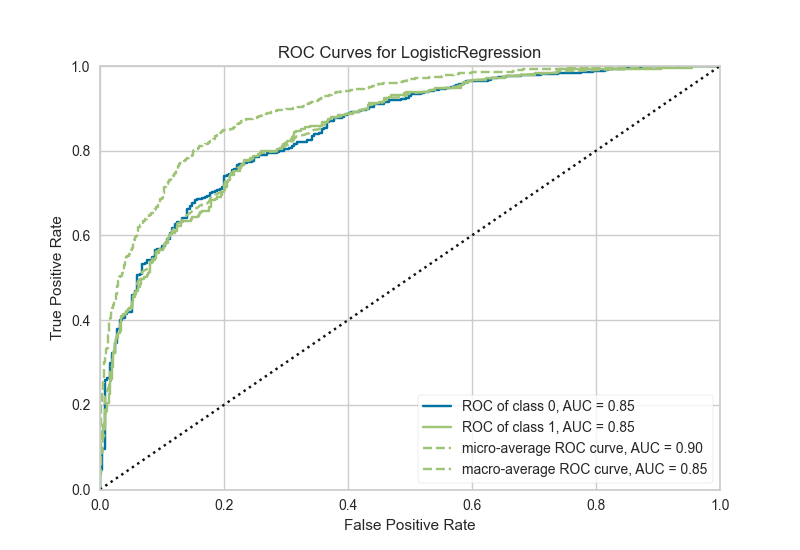 ROC Curves for LogisticRegression
1.0
0.8
0.6
0.4
0.2
0.0
True Positive Rate
0.0 0.2 0.4 0.6 0.8 1.0
False Positive Rate
ROC of class 0, AUC = 0.85
ROC of class 1, AUC = 0.85
micro-average ROC curve, AUC = 0.90
macro-average ROC curve, AUC = 0.85